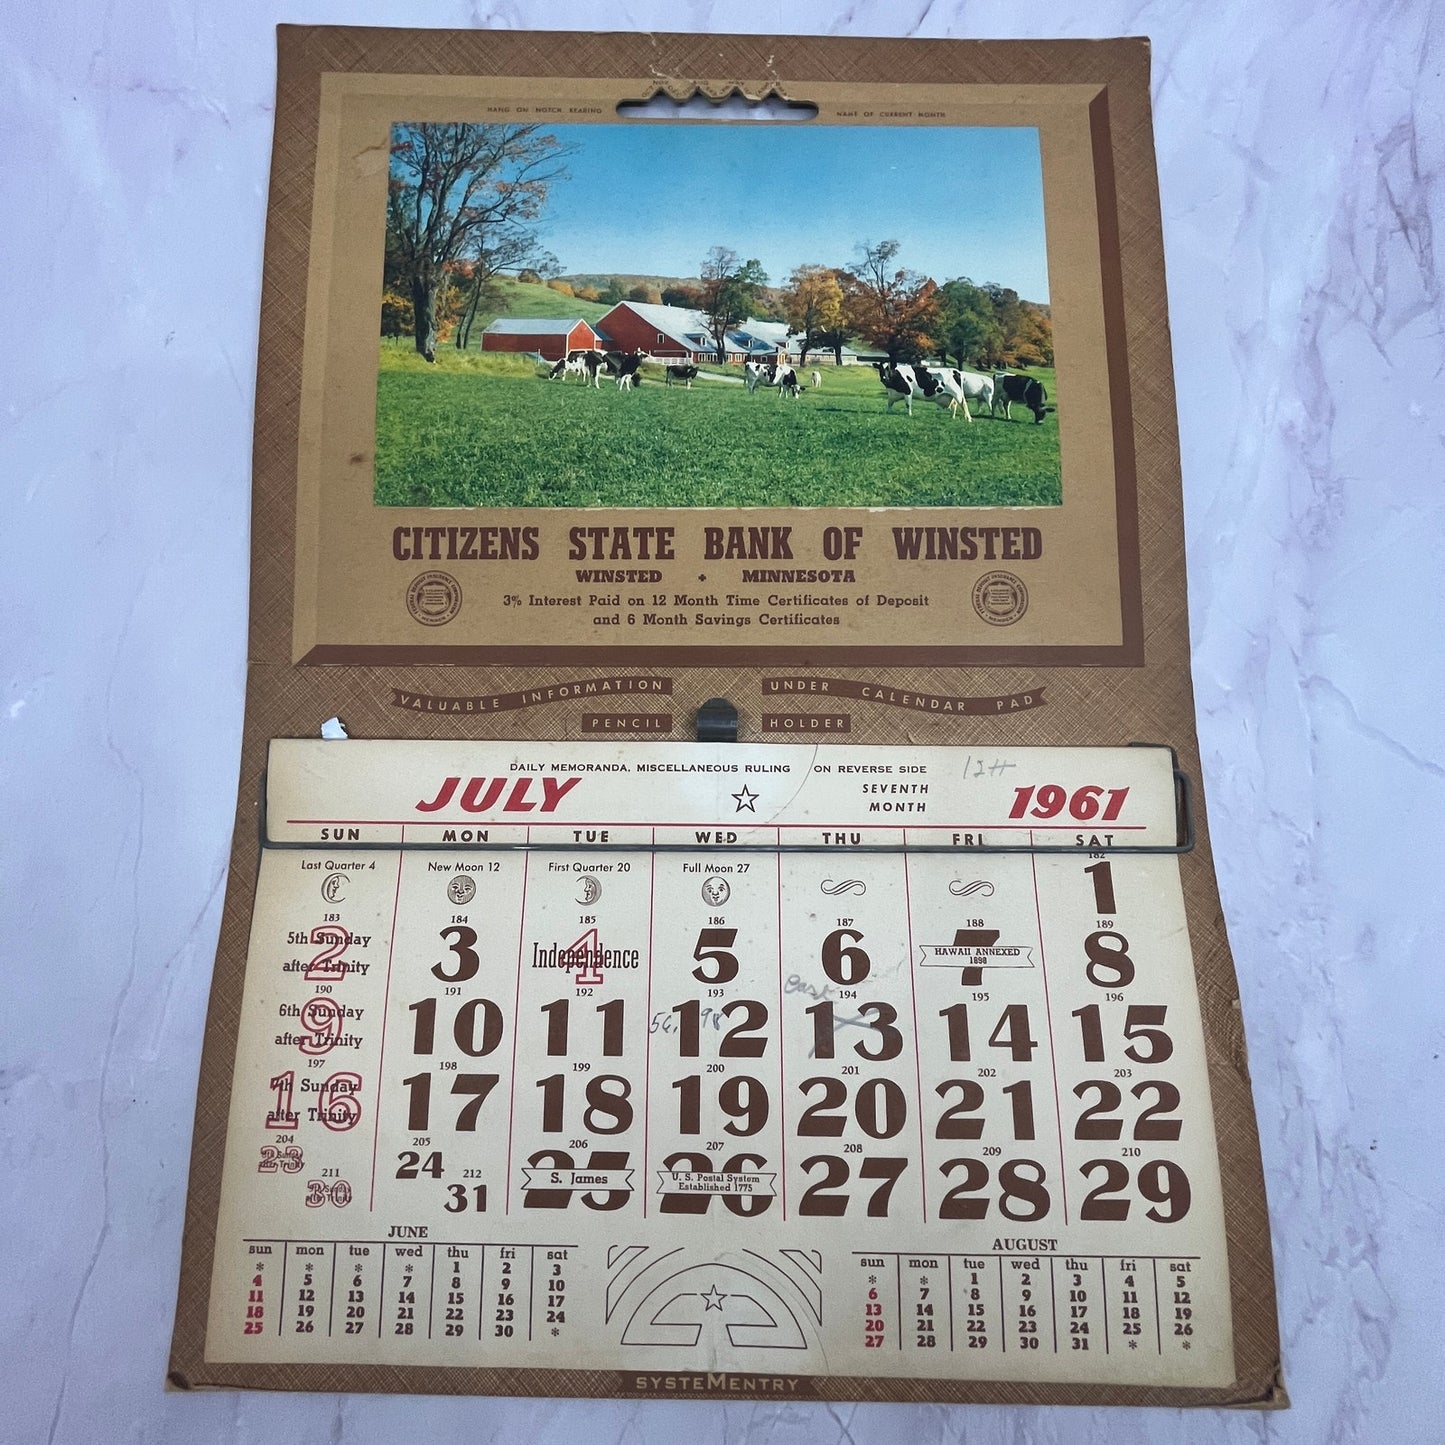 HANG ON NOTCH BEARING
NAME OF CURRENT MONTH
CITIZENS STATE BANK OF WINSTED
WINSTED • MINNESOTA
3% Interest Paid on 12 Month Time Certificates of Deposit
and 6 Month Savings Certificates
VALUABLE INFORMATION UNDER CALENDAR PAD
PENCIL HOLDER
DAILY MEMORANDA, MISCELLANEOUS RULING ON REVERSE SIDE
JULY SEVENTH MONTH 1961
SUN MON TUE WED THU FRI SAT
Last Quarter 4 New Moon 12 First Quarter 20 Full Moon 27
182
1
183 184 185 186 187 188 189
2 3 4 5 6 7 8
5th Sunday after Trinity
Independence
HAWAII ANNEXED 1898
190 191 192 193 194 195 196
9 10 11 12 13 14 15
6th Sunday after Trinity
197 198 199 200 201 202 203
16 17 18 19 20 21 22
7th Sunday after Trinity
204 205 206 207 208 209 210
23 24 25 26 27 28 29
after Trinity
S. James
U. S. Postal System Established 1775
211 212
30 31
JUNE
sun mon tue wed thu fri sat
* * * * 1 2 3
4 5 6 7 8 9 10
11 12 13 14 15 16 17
18 19 20 21 22 23 24
25 26 27 28 29 30 *
AUGUST
sun mon tue wed thu fri sat
* * 1 2 3 4 5
6 7 8 9 10 11 12
13 14 15 16 17 18 19
20 21 22 23 24 25 26
27 28 29 30 31 * *
SYSTEMENTRY